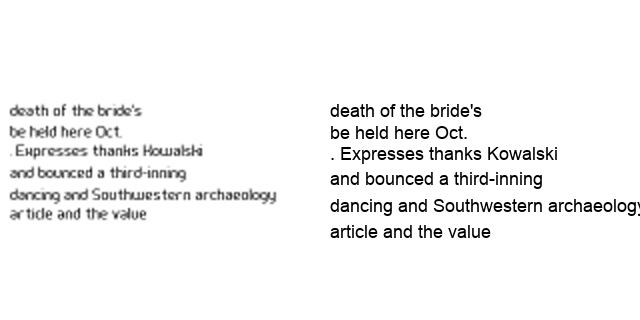 death of the bride's
be held here Oct.
. Expresses thanks Kowalski
and bounced a third-inning
dancing and Southwestern archaeology
article and the value
death of the bride's
be held here Oct.
. Expresses thanks Kowalski
and bounced a third-inning
dancing and Southwestern archaeology
article and the value